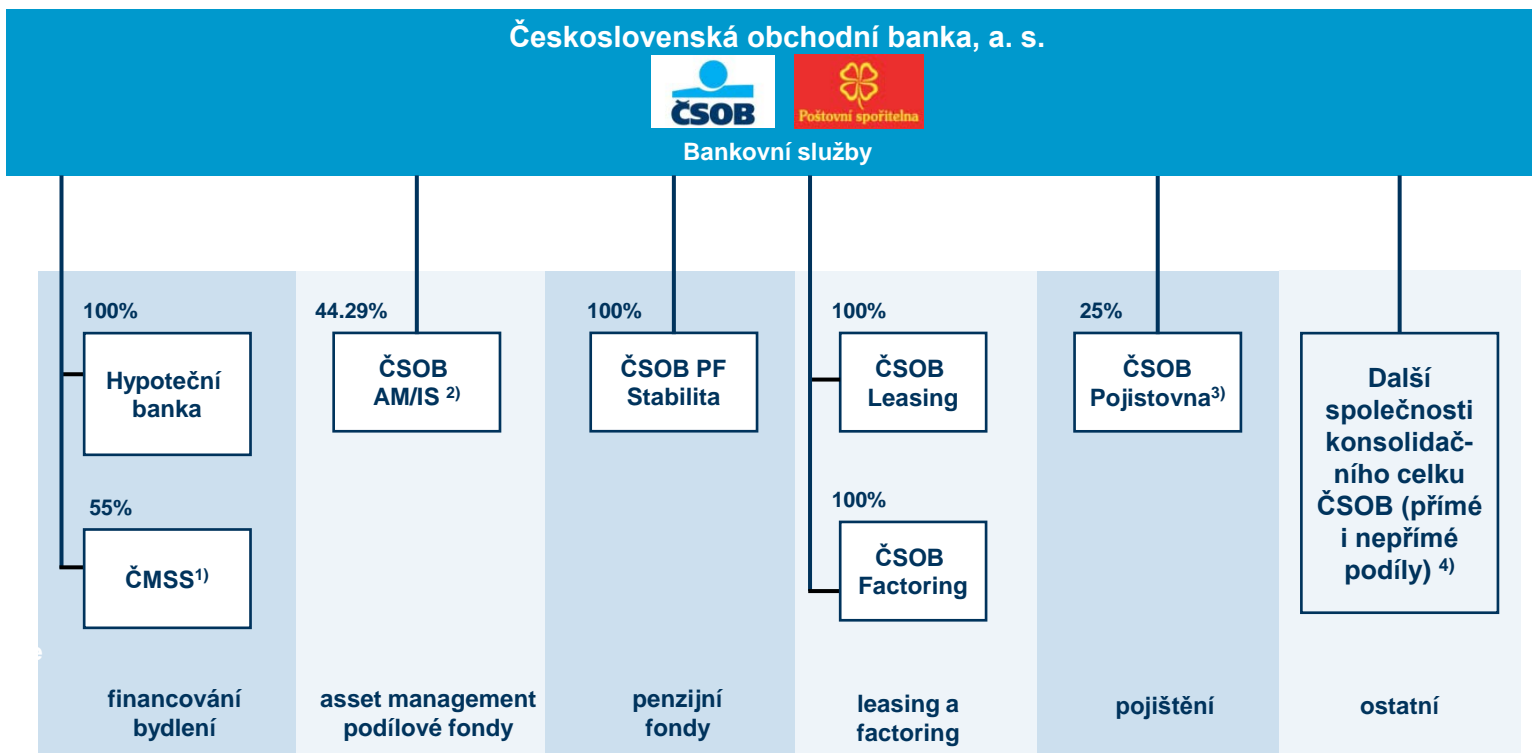 Československá obchodní banka, a. s.
ČSOB
Poštovní spořitelna
Bankovní služby
100%
Hypoteční
banka
55%
ČMSS1)
financování
bydlení
44.29%
ČSOB
AM/IS 2)
asset management
podílové fondy
100%
ČSOB PF
Stabilita
penzijní
fondy
100%
ČSOB
Leasing
100%
ČSOB
Factoring
leasing a
factoring
25%
ČSOB
Pojistovna3)
pojištění
Další
společnosti
konsolidač-
ního celku
ČSOB (přímé
i nepřímé
podíly) 4)
ostatní
e